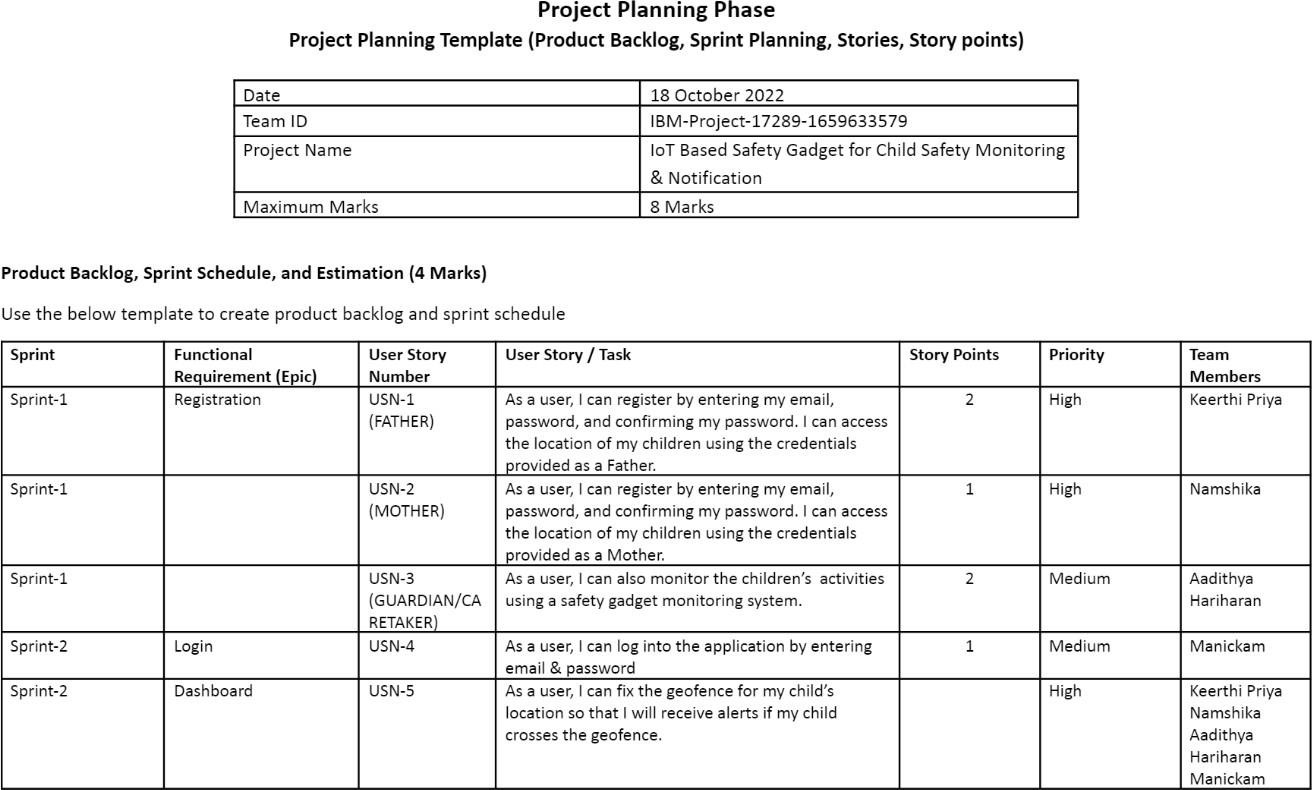 Project Planning Phase
Project Planning Template (Product Backlog, Sprint Planning, Stories, Story points)
Date 18 October 2022
Team ID IBM-Project-17289-1659633579
Project Name IoT Based Safety Gadget for Child Safety Monitoring
& Notification
Maximum Marks 8 Marks
Product Backlog, Sprint Schedule, and Estimation (4 Marks)
Use the below template to create product backlog and sprint schedule
Sprint Functional User Story User Story / Task Story Points Priority Team
Requirement (Epic) Number Members
Sprint-1 Registration USN-1 As a user, I can register by entering my email, 2 High Keerthi Priya
(FATHER) password, and confirming my password. I can access
the location of my children using the credentials
provided as a Father.
Sprint-1 USN-2 As a user, I can register by entering my email, 1 High Namshika
(MOTHER) password, and confirming my password. I can access
the location of my children using the credentials
provided as a Mother.
Sprint-1 USN-3 As a user, I can also monitor the children’s  activities 2 Medium Aadithya
(GUARDIAN/CA using a safety gadget monitoring system. Hariharan
RETAKER)
Sprint-2 Login USN-4 As a user, I can log into the application by entering 1 Medium Manickam
email & password
Sprint-2 Dashboard USN-5 As a user, I can fix the geofence for my child’s High Keerthi Priya
location so that I will receive alerts if my child Namshika
crosses the geofence. Aadithya
Hariharan
Manickam